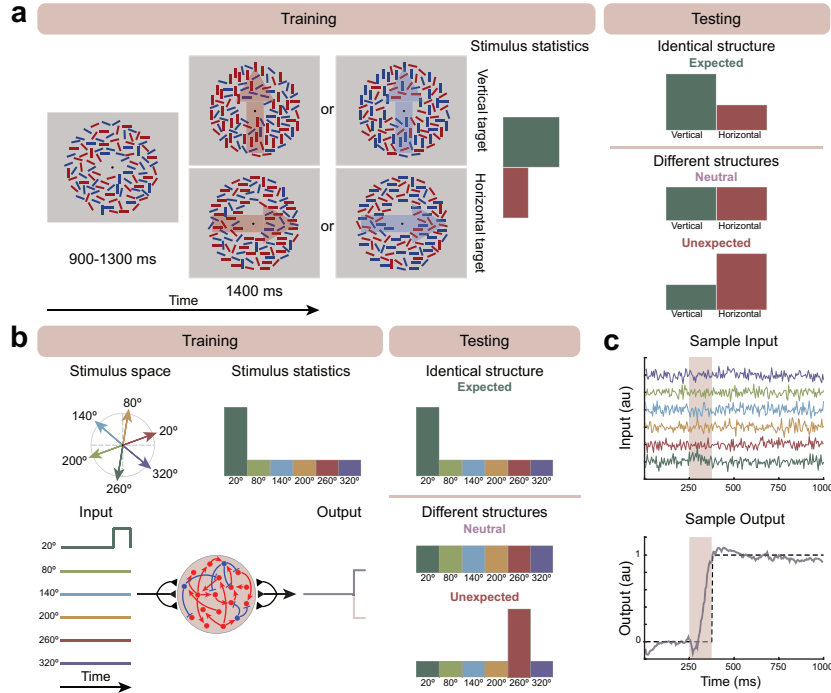 a
Training
Testing
Stimulus statistics
Vertical target
Horizontal target
or
or
900-1300 ms
1400 ms
Time
Identical structure
Expected
Vertical Horizontal
Different structures
Neutral
Vertical Horizontal
Unexpected
Vertical Horizontal
b
Training
Testing
Stimulus space
80º
140º
20º
200º
320º
260º
Stimulus statistics
20º 80º 140º 200º 260º 320º
Identical structure
Expected
20º 80º 140º 200º 260º 320º
Input
Output
20º
80º
140º
200º
260º
320º
Time
Different structures
Neutral
20º 80º 140º 200º 260º 320º
Unexpected
20º 80º 140º 200º 260º 320º
c
Sample Input
Input (au)
250 500 750 1000
Sample Output
Output (au)
1
0
250 500 750 1000
Time (ms)